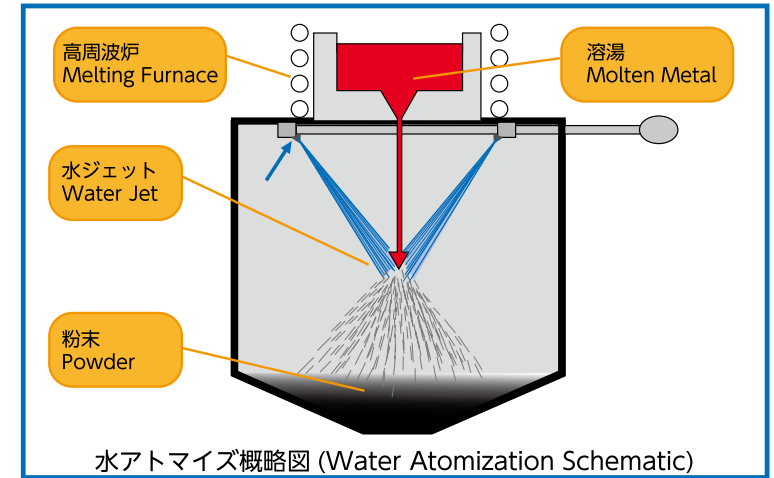 高周波炉
Melting Furnace
溶湯
Molten Metal
水ジェット
Water Jet
粉末
Powder
水アトマイズ概略図 (Water Atomization Schematic)